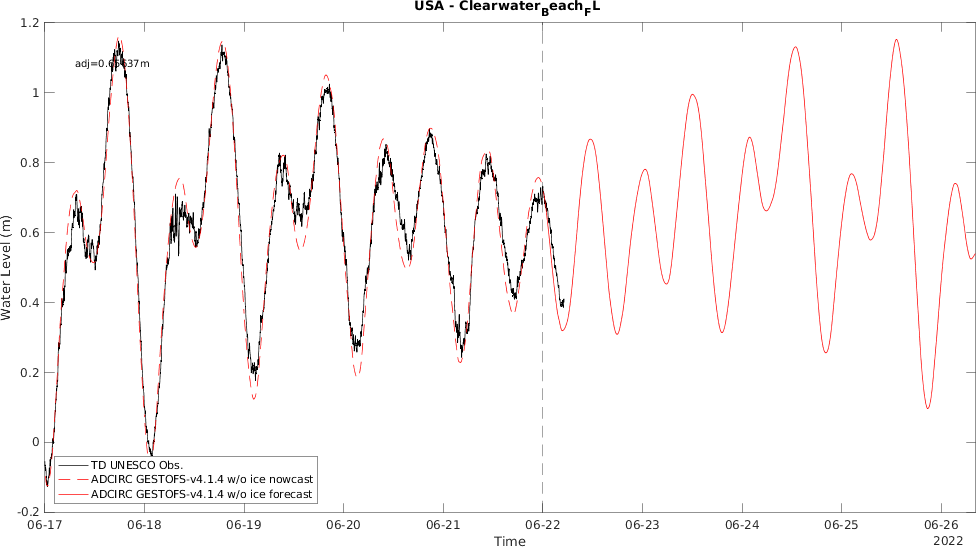 USA - Clearwater_Beach_FL
1.2
1
0.8
0.6
0.4
0.2
0
-0.2
Water Level (m)
TD UNESCO Obs.
ADCIRC GESTOFS-v4.1.4 w/o ice nowcast
ADCIRC GESTOFS-v4.1.4 w/o ice forecast
06-17 06-18 06-19 06-20 06-21 06-22 06-23 06-24 06-25 06-26
Time
2022